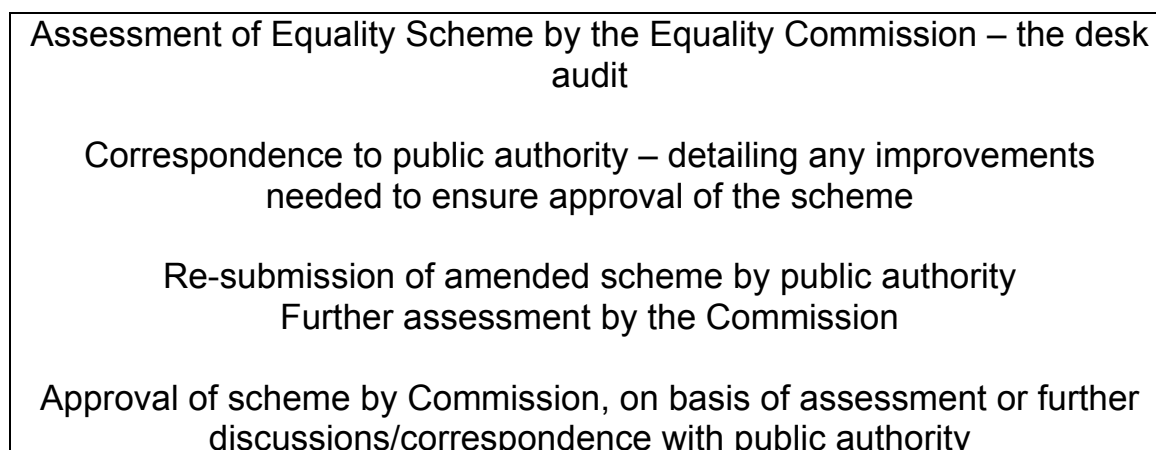 Assessment of Equality Scheme by the Equality Commission – the desk
audit
Correspondence to public authority – detailing any improvements
needed to ensure approval of the scheme
Re-submission of amended scheme by public authority
Further assessment by the Commission
Approval of scheme by Commission, on basis of assessment or further
discussions/correspondence with public authority